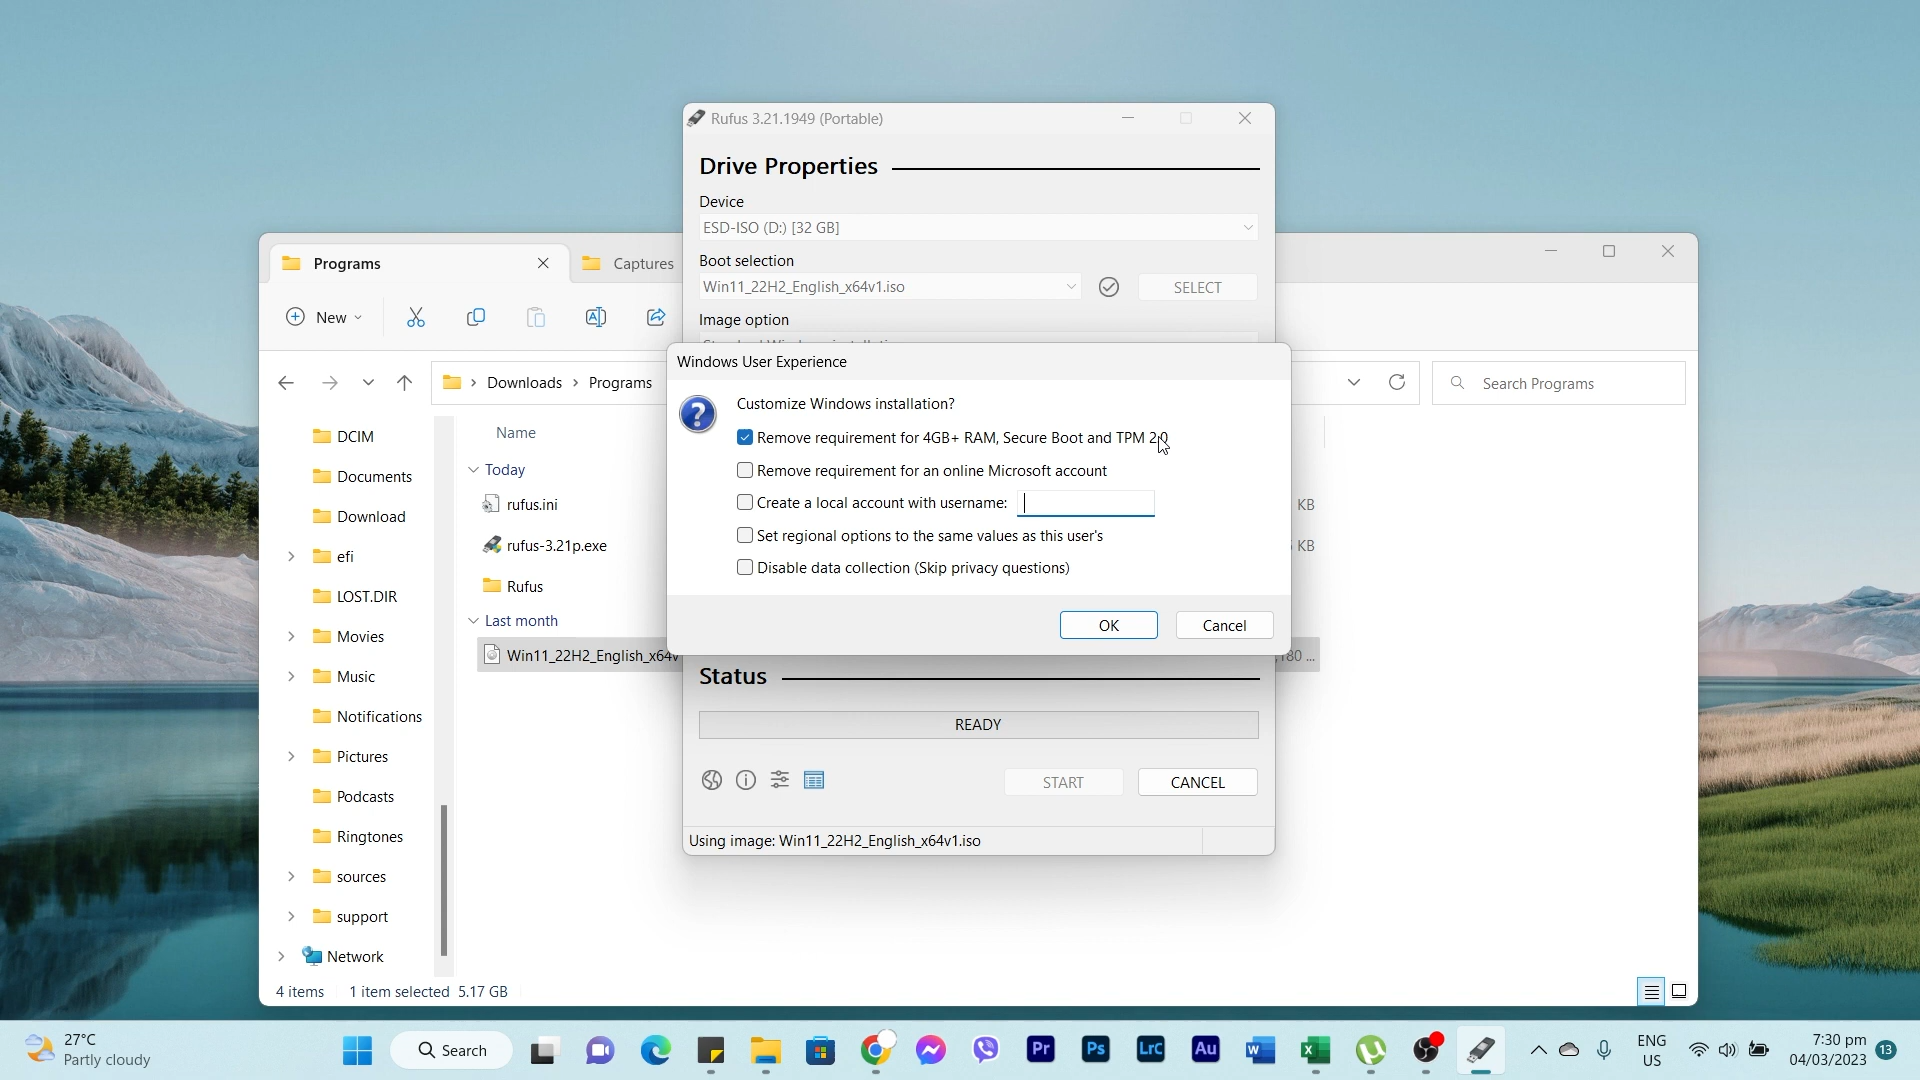 Rufus 3.21.1949 (Portable)
Drive Properties
Device
ESD-ISO (D:) [32 GB]
Boot selection
Win11_22H2_English_x64v1.iso
SELECT
Image option
Programs
Captures
New
Downloads
Programs
Search Programs
Windows User Experience
Customize Windows installation?
Remove requirement for 4GB+ RAM, Secure Boot and TPM 2.0
Remove requirement for an online Microsoft account
Create a local account with username:
Set regional options to the same values as this user's
Disable data collection (Skip privacy questions)
OK
Cancel
DCIM
Documents
Download
efi
LOST.DIR
Movies
Music
Notifications
Pictures
Podcasts
Ringtones
sources
support
Network
Name
Today
rufus.ini
KB
rufus-3.21p.exe
KB
Rufus
Last month
Win11_22H2_English_x64v
Status
READY
START
CANCEL
Using image: Win11_22H2_English_x64v1.iso
4 items
1 item selected 5.17 GB
27°C
Partly cloudy
Search
Pr
Ps
LrC
Au
ENG
US
7:30 pm
04/03/2023
13